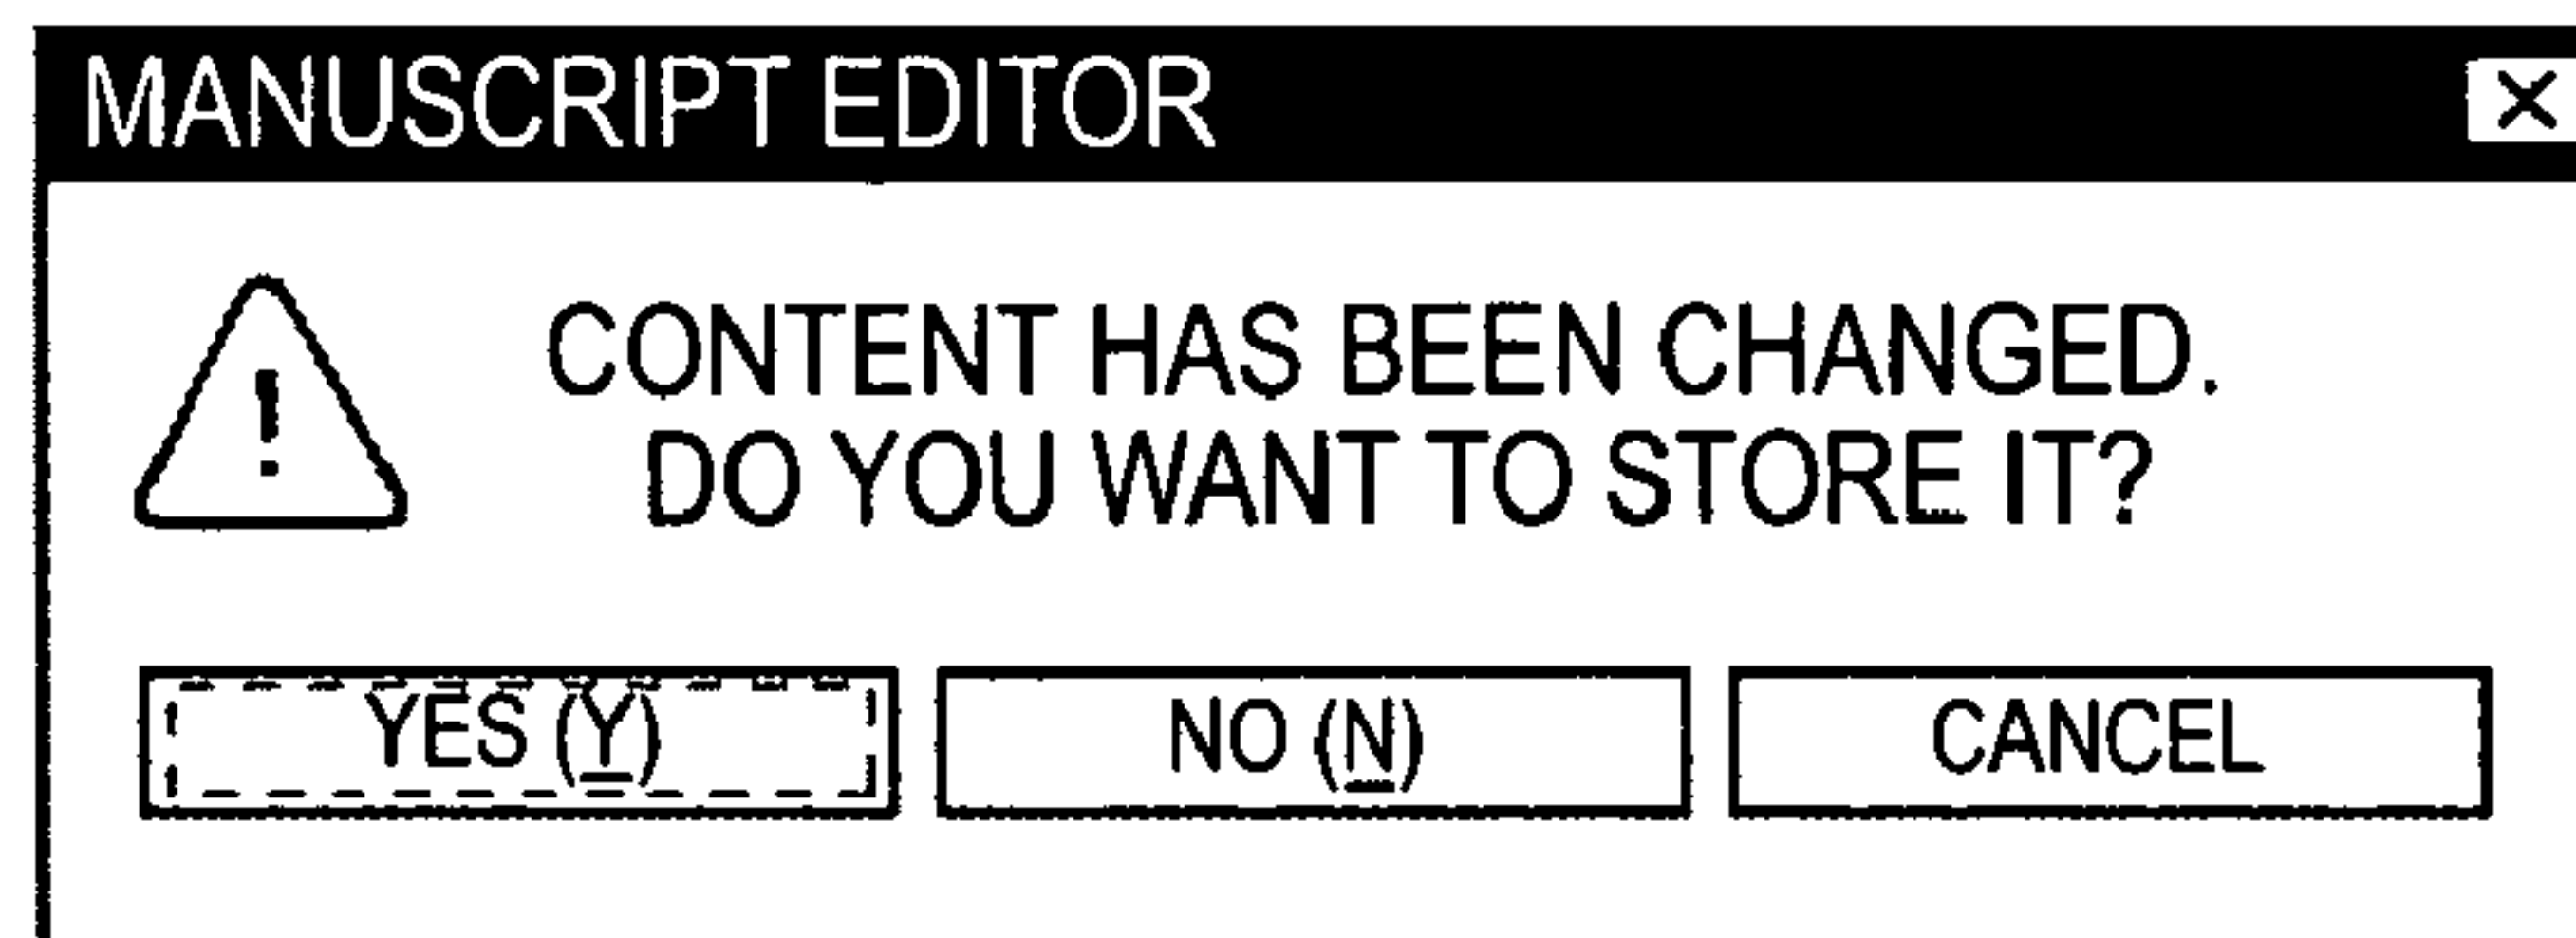 MANUSCRIPT EDITOR
CONTENT HAS BEEN CHANGED.
DO YOU WANT TO STORE IT?
YES (Y) NO (N) CANCEL